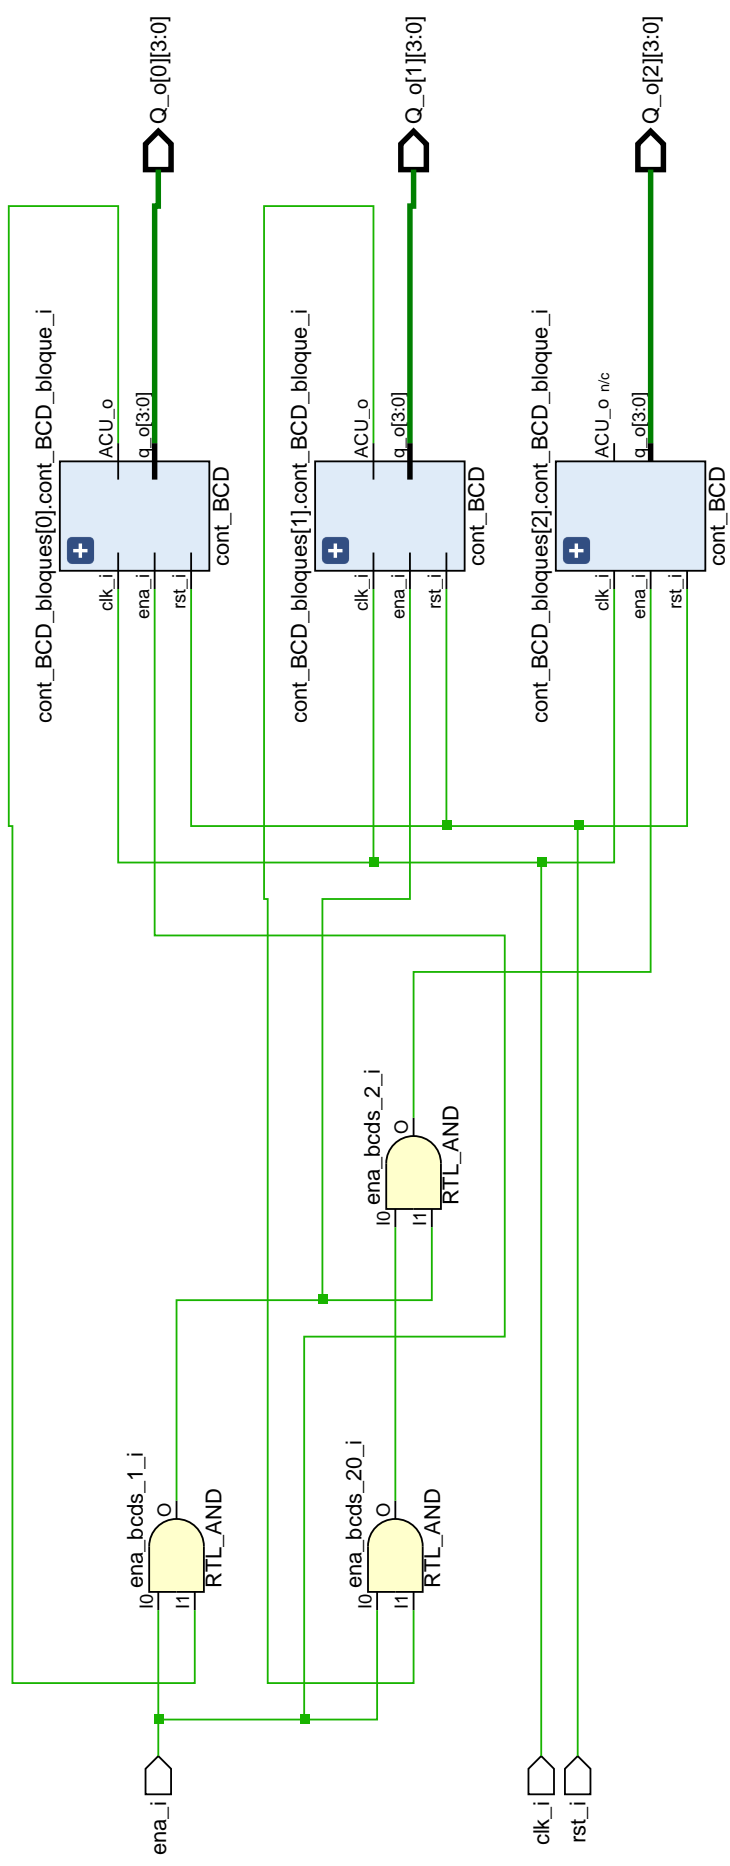 ena_i
clk_i
rst_i
ena_bcds_1_i
I0
I1
O
RTL_AND
ena_bcds_20_i
I0
I1
O
RTL_AND
ena_bcds_2_i
I0
I1
O
RTL_AND
cont_BCD_bloques[0].cont_BCD_bloque_i
clk_i
ena_i
rst_i
ACU_o
q_o[3:0]
cont_BCD
Q_o[0][3:0]
cont_BCD_bloques[1].cont_BCD_bloque_i
clk_i
ena_i
rst_i
ACU_o
q_o[3:0]
cont_BCD
Q_o[1][3:0]
cont_BCD_bloques[2].cont_BCD_bloque_i
clk_i
ena_i
rst_i
ACU_o n/c
q_o[3:0]
cont_BCD
Q_o[2][3:0]